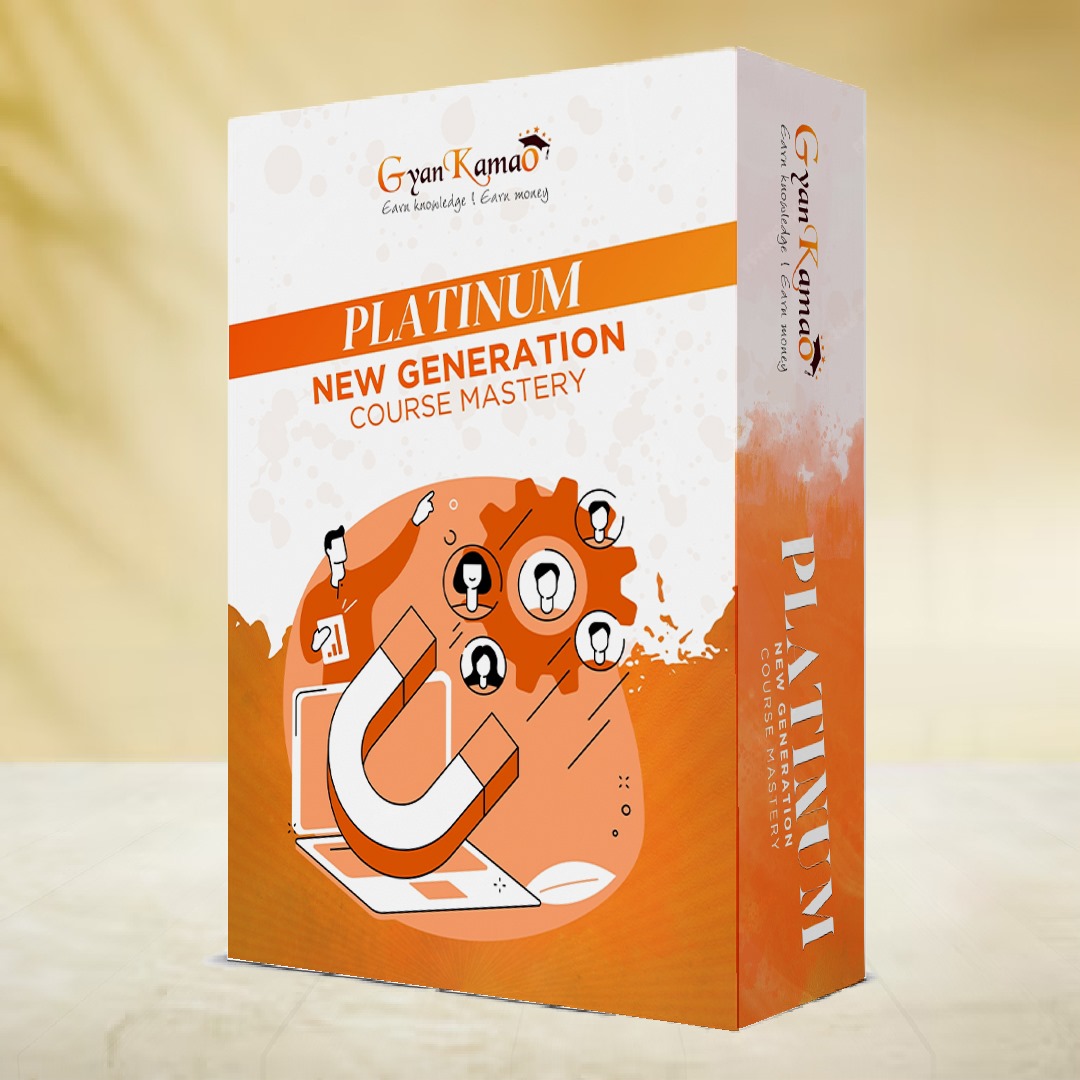 GyanKamaO
Earn knowledge ! Earn money
PLATINUM
NEW GENERATION
COURSE MASTERY
GyanKamaO
Earn knowledge ! Earn money
PLATINUM
NEW GENERATION
COURSE MASTERY